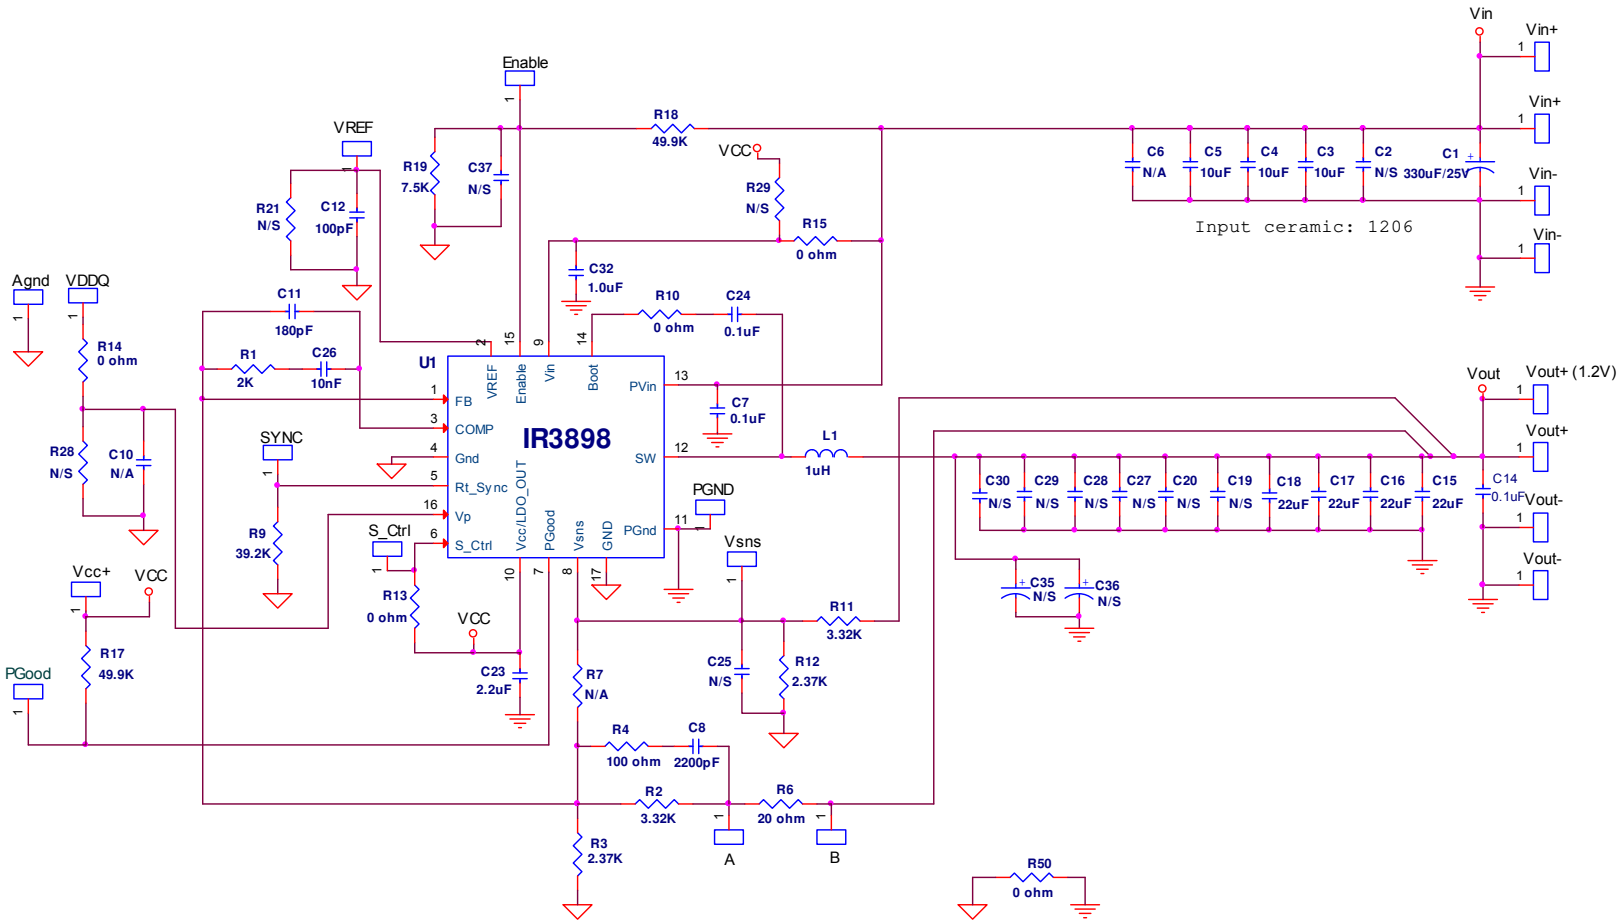 Vin
Vin+
1
Enable
1
R18
49.9K
Vin+
1
VREF
1
VCC
R19
7.5K
C37
N/S
C6
N/A
C5
10uF
C4
10uF
C3
10uF
C2
N/S
C1
330uF/25V
+
Vin-
1
R29
N/S
R21
N/S
C12
100pF
R15
0 ohm
Input ceramic: 1206
Vin-
1
Agnd
1
VDDQ
1
C32
1.0uF
C11
180pF
R10
0 ohm
C24
0.1uF
R14
0 ohm
R1
2K
C26
10nF
U1
2
15
9
14
VREF
Enable
Vin
Boot
1
FB
3
COMP
4
Gnd
5
Rt_Sync
16
Vp
6
S_Ctrl
IR3898
PVin
13
SW
12
PGnd
11
Vcc/LDO_OUT
PGood
Vsns
GND
10
7
8
17
C7
0.1uF
L1
1uH
Vout
Vout+ (1.2V)
1
Vout+
1
SYNC
1
R28
N/S
C10
N/A
R9
39.2K
C30
N/S
C29
N/S
C28
N/S
C27
N/S
C20
N/S
C19
N/S
C18
22uF
C17
22uF
C16
22uF
C15
22uF
C14
0.1uF
Vout-
1
Vout-
1
PGND
1
S_Ctrl
1
Vsns
1
Vcc+
1
VCC
R13
0 ohm
VCC
+
C35
N/S
+
C36
N/S
R11
3.32K
R17
49.9K
PGood
1
C23
2.2uF
R7
N/A
C25
N/S
R12
2.37K
R4
100 ohm
C8
2200pF
R2
3.32K
R6
20 ohm
1
A
1
B
R3
2.37K
R50
0 ohm